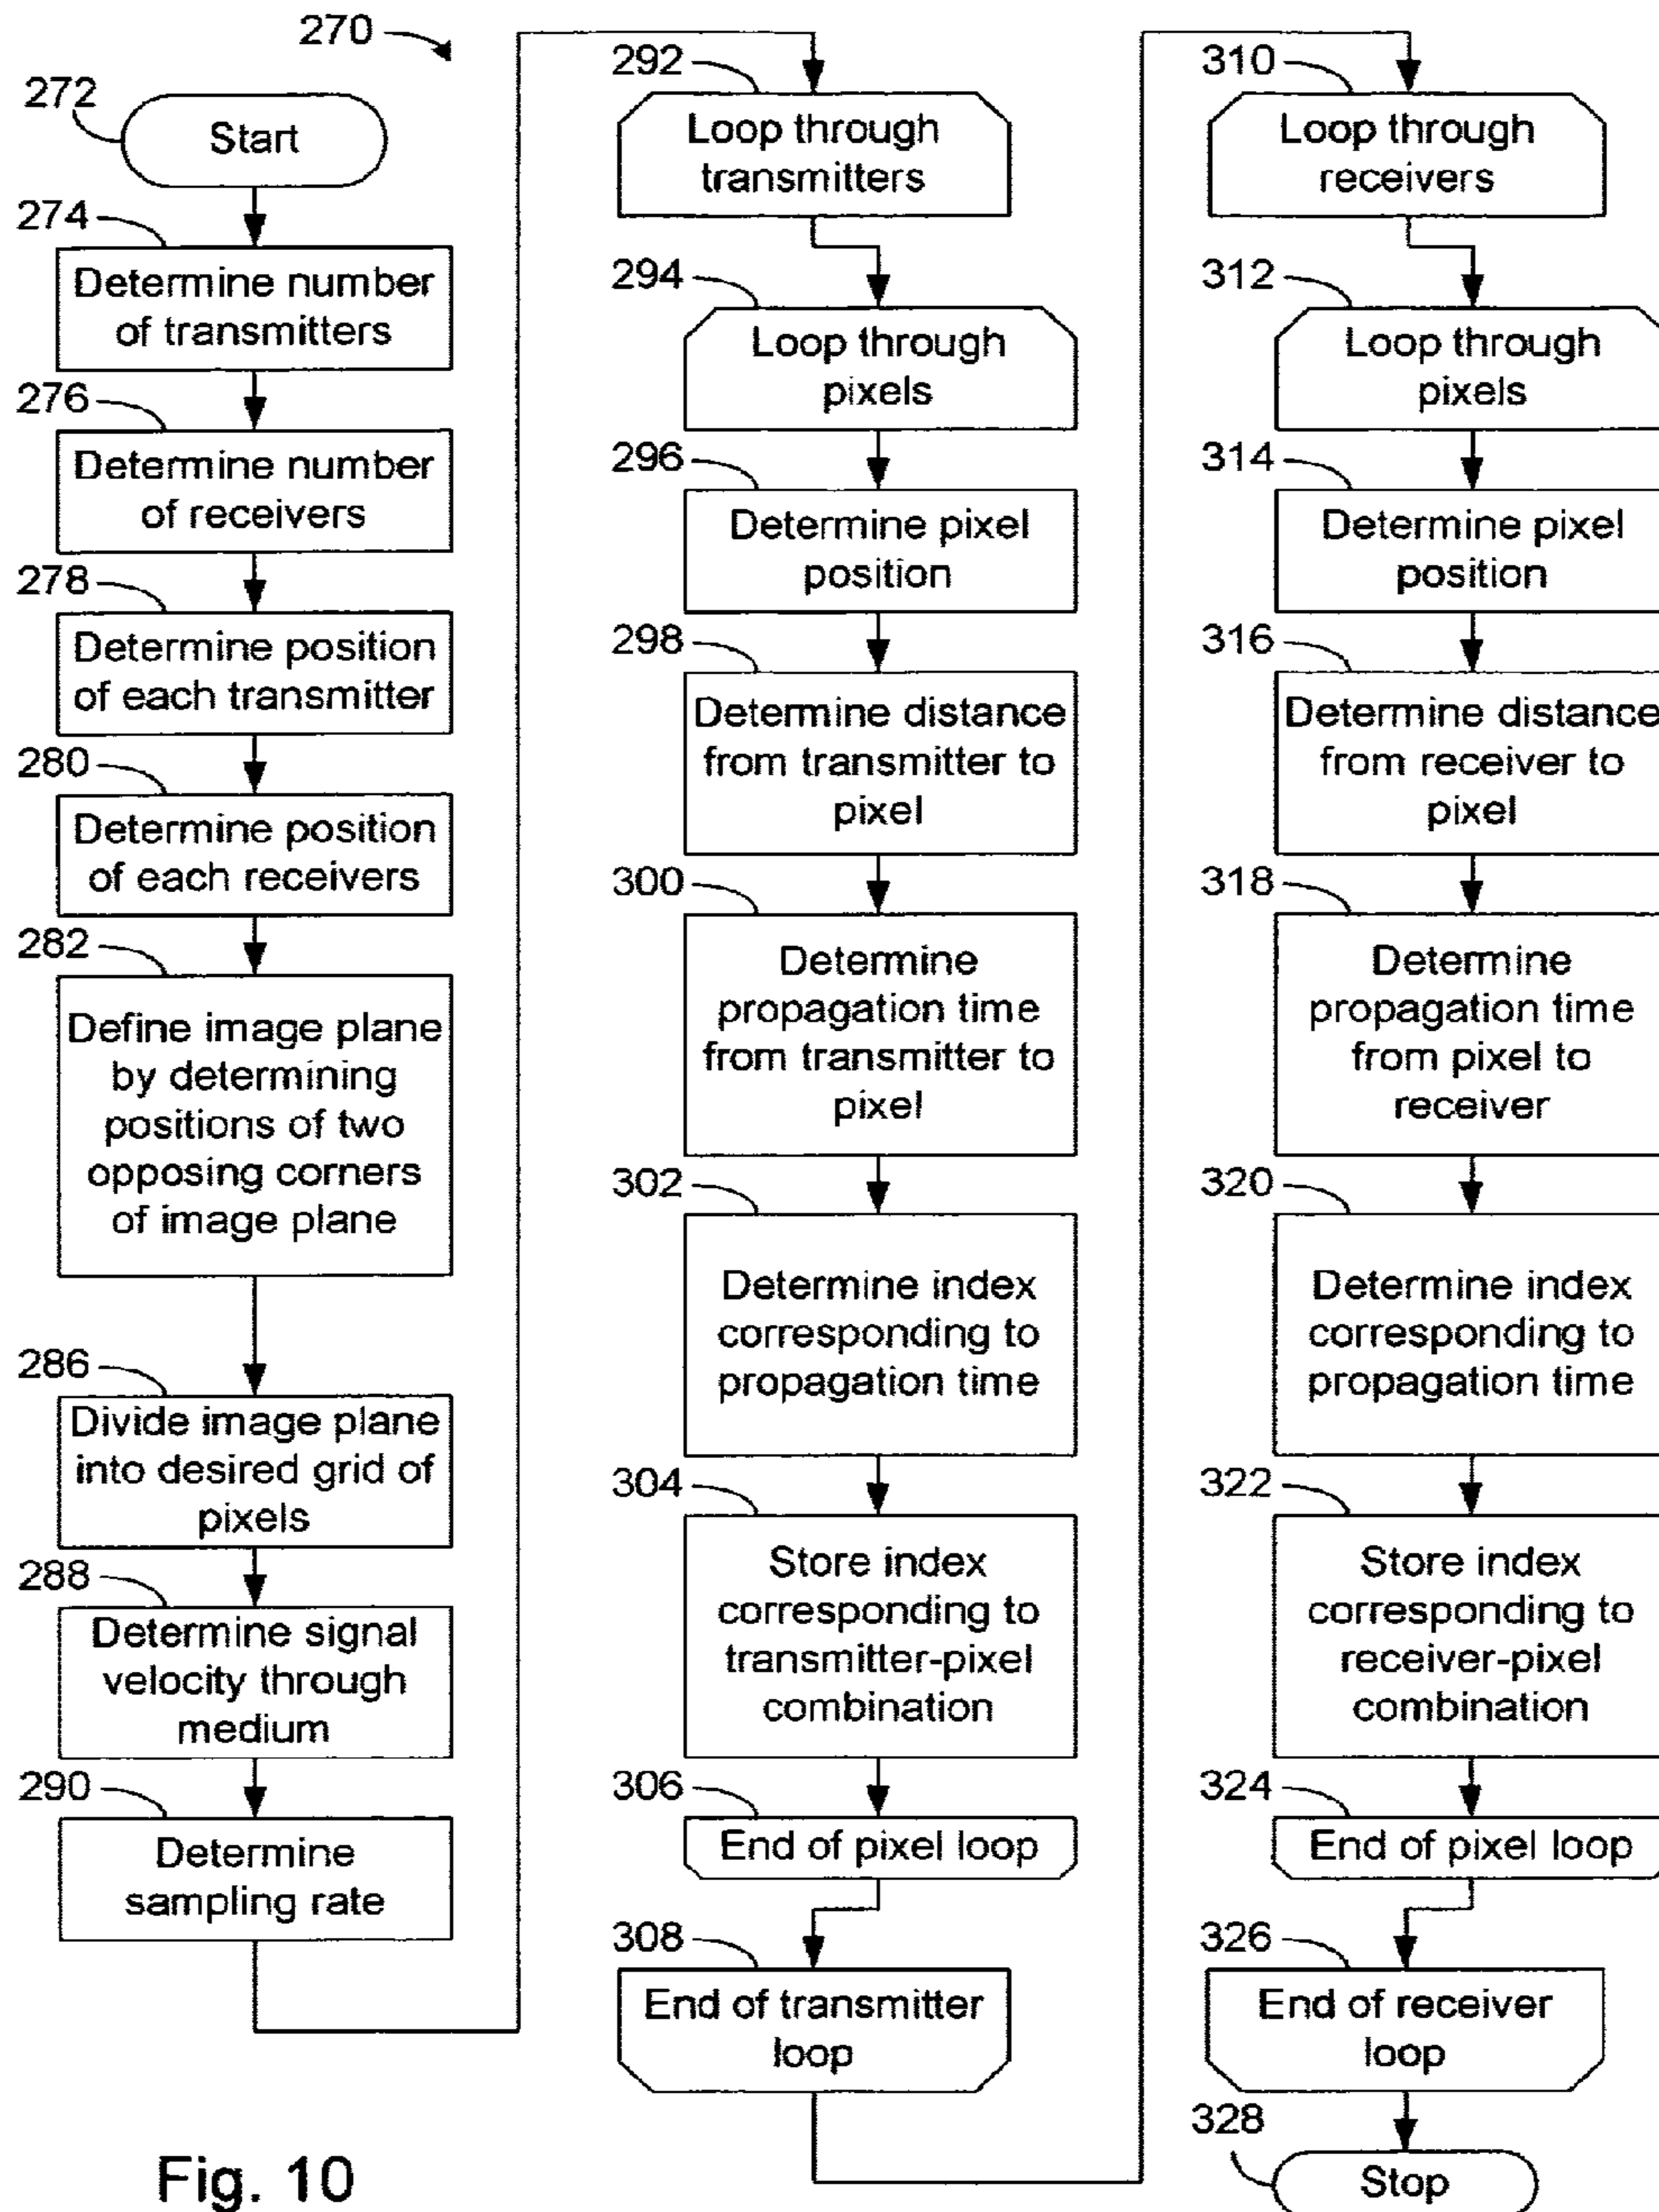 270
272
Start
274
Determine number
of transmitters
276
Determine number
of receivers
278
Determine position
of each transmitter
280
Determine position
of each receivers
282
Define image plane
by determining
positions of two
opposing corners
of image plane
286
Divide image plane
into desired grid of
pixels
288
Determine signal
velocity through
medium
290
Determine
sampling rate
292
Loop through
transmitters
294
Loop through
pixels
296
Determine pixel
position
298
Determine distance
from transmitter to
pixel
300
Determine
propagation time
from transmitter to
pixel
302
Determine index
corresponding to
propagation time
304
Store index
corresponding to
transmitter-pixel
combination
306
End of pixel loop
308
End of transmitter
loop
310
Loop through
receivers
312
Loop through
pixels
314
Determine pixel
position
316
Determine distance
from receiver to
pixel
318
Determine
propagation time
from pixel to
receiver
320
Determine index
corresponding to
propagation time
322
Store index
corresponding to
receiver-pixel
combination
324
End of pixel loop
326
End of receiver
loop
328
Stop
Fig. 10